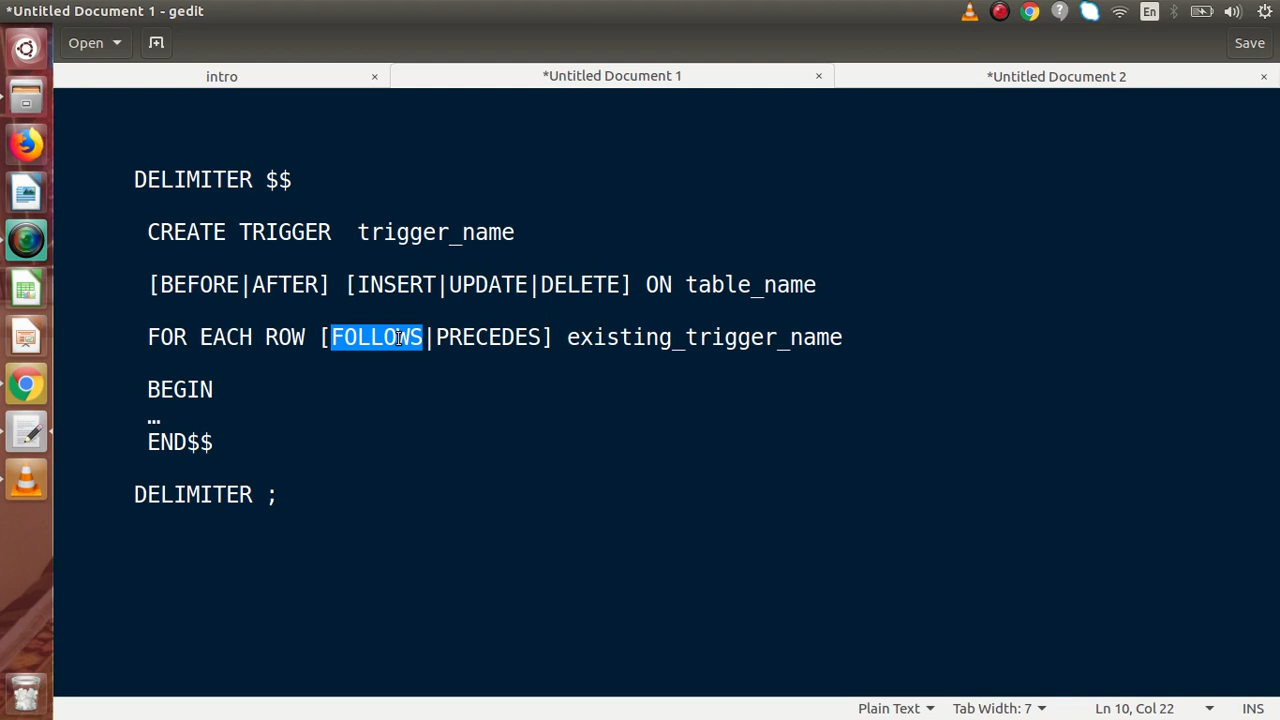 *Untitled Document 1 - gedit
En
Open
Save
intro
*Untitled Document 1
*Untitled Document 2
DELIMITER $$
CREATE TRIGGER  trigger_name
[BEFORE|AFTER] [INSERT|UPDATE|DELETE] ON table_name
FOR EACH ROW [FOLLOWS|PRECEDES] existing_trigger_name
BEGIN
…
END$$
DELIMITER ;
Plain Text
Tab Width: 7
Ln 10, Col 22
INS